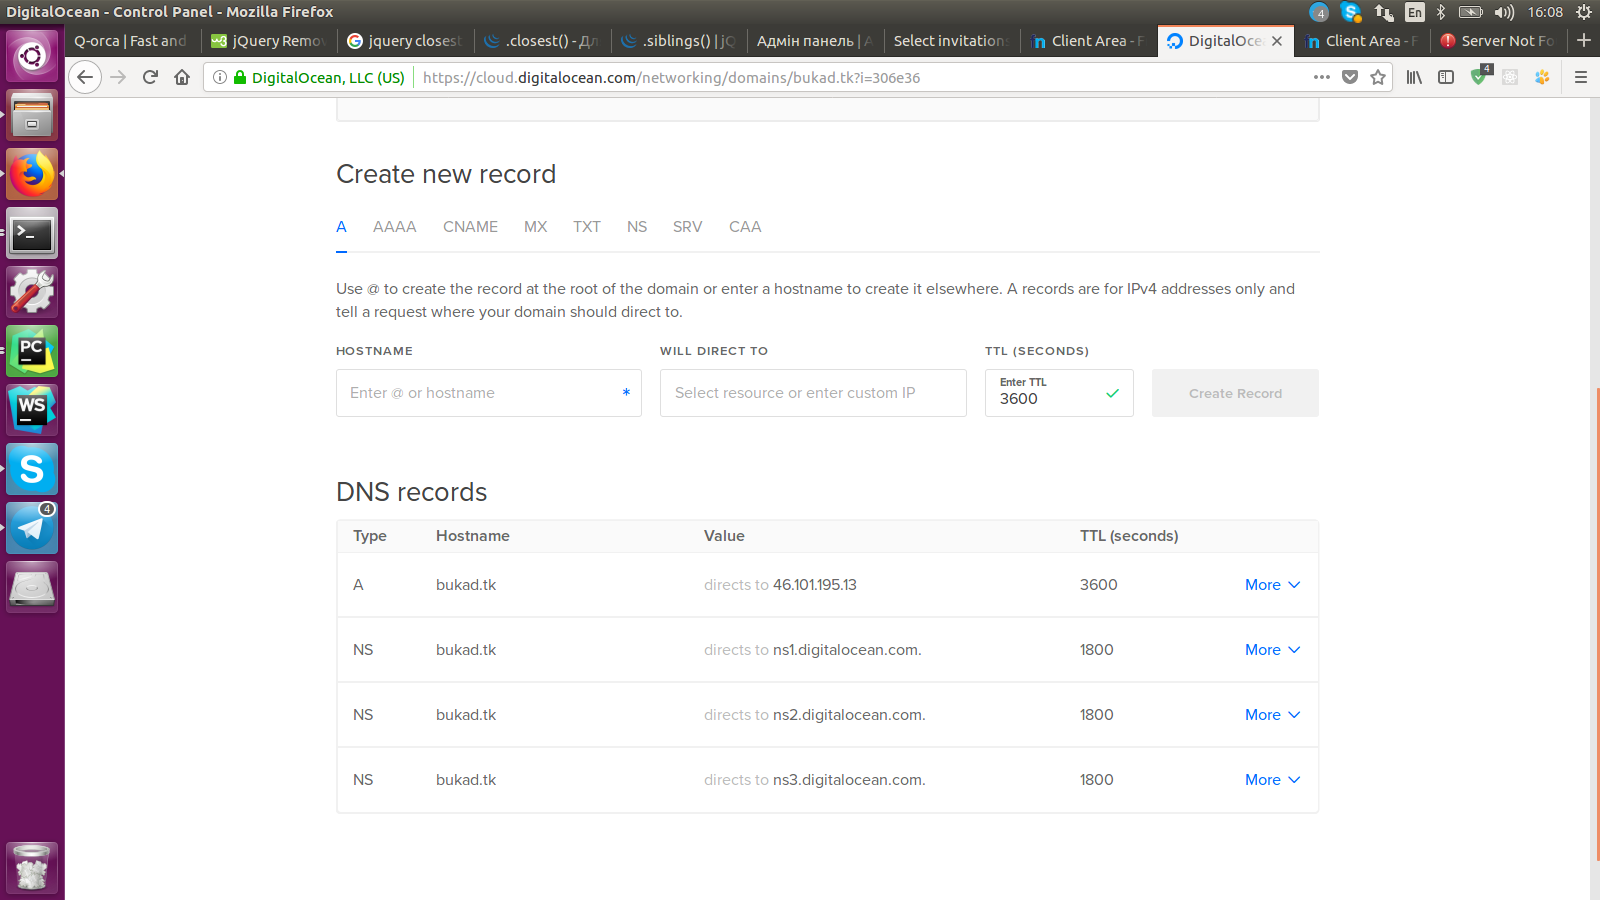 DigitalOcean - Control Panel - Mozilla Firefox
4
En
16:08
Q-orca | Fast and
jQuery Remov
jquery closest
.closest() - Дл
.siblings() | jQ
Адмін панель | А
Select invitation
Client Area - F
DigitalOce
Client Area - F
Server Not Fo
DigitalOcean, LLC (US)
https://cloud.digitalocean.com/networking/domains/bukad.tk?i=306e36
4
Create new record
A AAAA CNAME MX TXT NS SRV CAA
Use @ to create the record at the root of the domain or enter a hostname to create it elsewhere. A records are for IPv4 addresses only and
tell a request where your domain should direct to.
HOSTNAME WILL DIRECT TO TTL (SECONDS)
Enter @ or hostname *
Select resource or enter custom IP
Enter TTL
3600
Create Record
DNS records
Type Hostname Value TTL (seconds)
A bukad.tk directs to 46.101.195.13 3600 More
NS bukad.tk directs to ns1.digitalocean.com. 1800 More
NS bukad.tk directs to ns2.digitalocean.com. 1800 More
NS bukad.tk directs to ns3.digitalocean.com. 1800 More
PC
WS
S
4